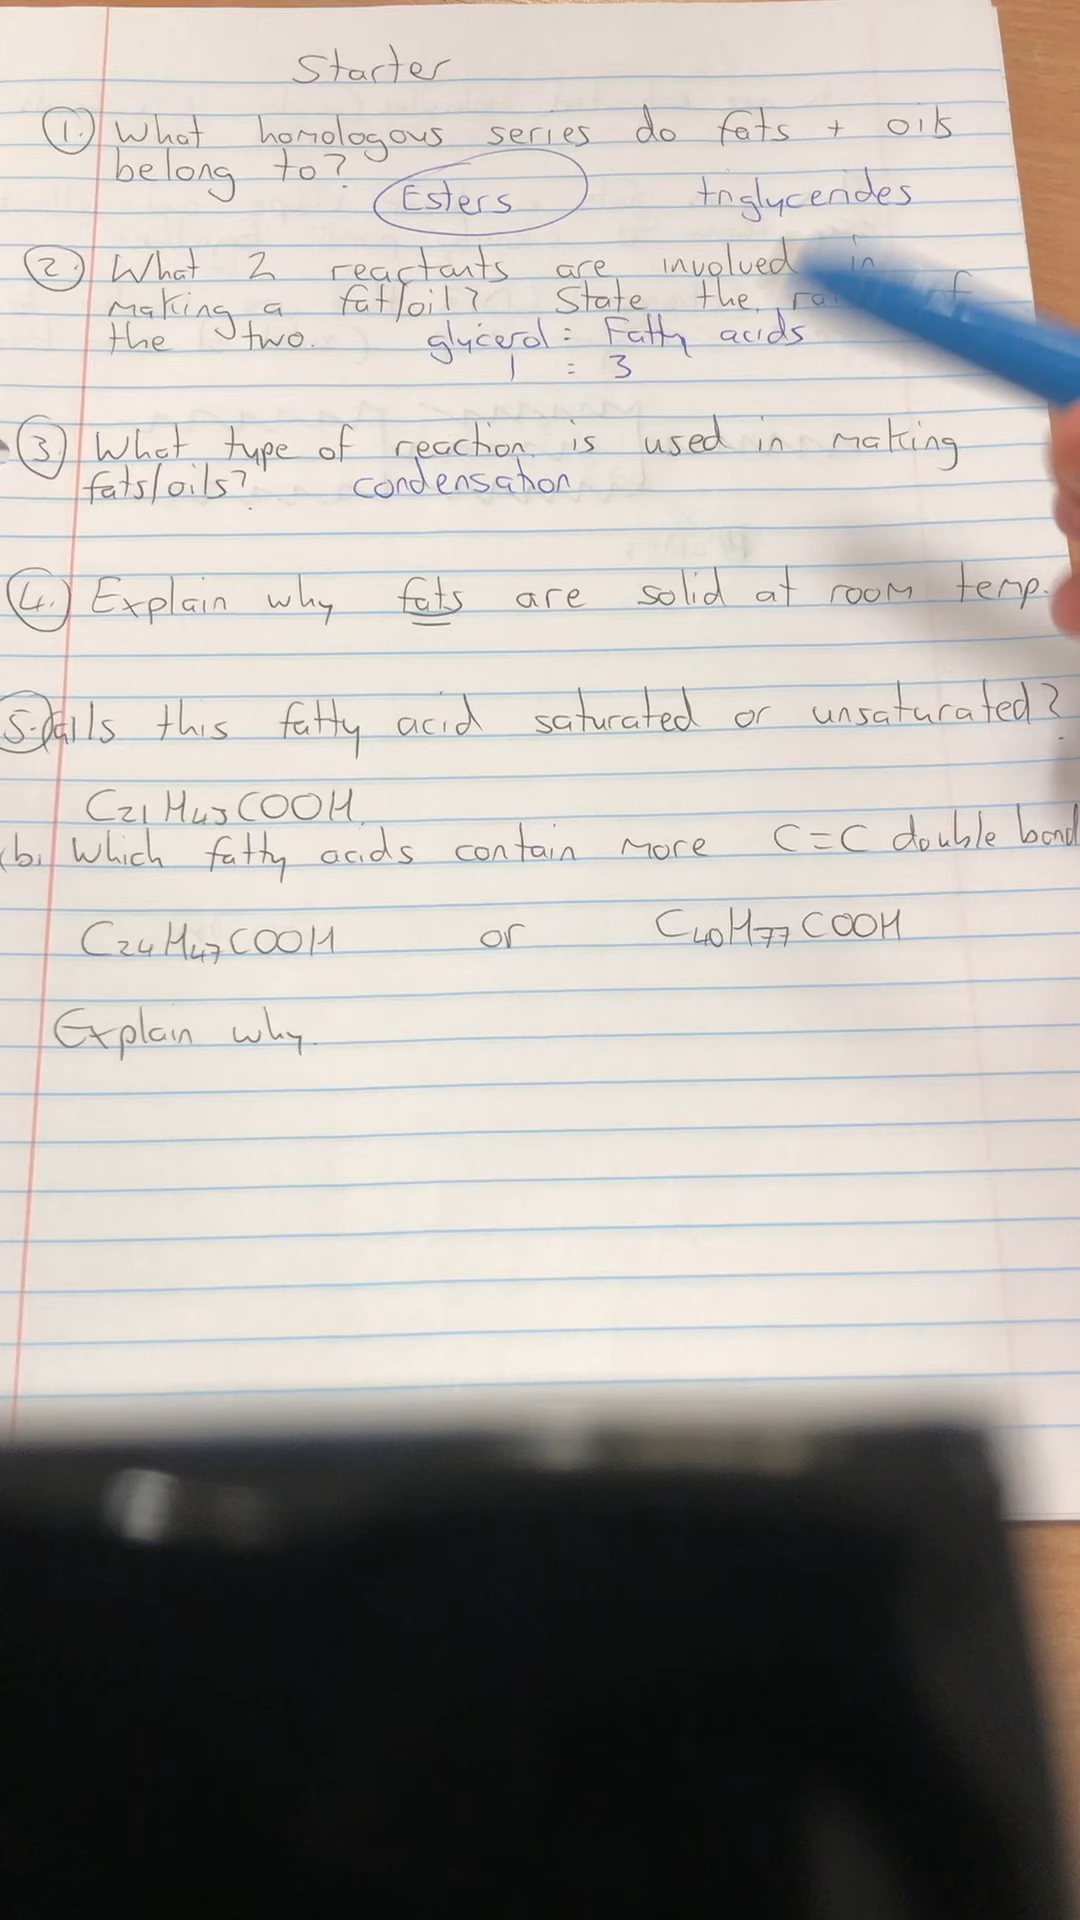 Starter
1. What homologous series do fats + oils
belong to?
Esters triglycerides
2. What 2 reactants are involved in
making a fat/oil? State the
the two. glycerol : Fatty acids
1 : 3
3. What type of reaction is used in making
fats/oils? condensation
4. Explain why fats are solid at room temp.
5. a. Is this fatty acid saturated or unsaturated?
C21H43COOH.
(b. Which fatty acids contain more C=C double bond
C24H47COOH or C40H77COOH
Explain why.